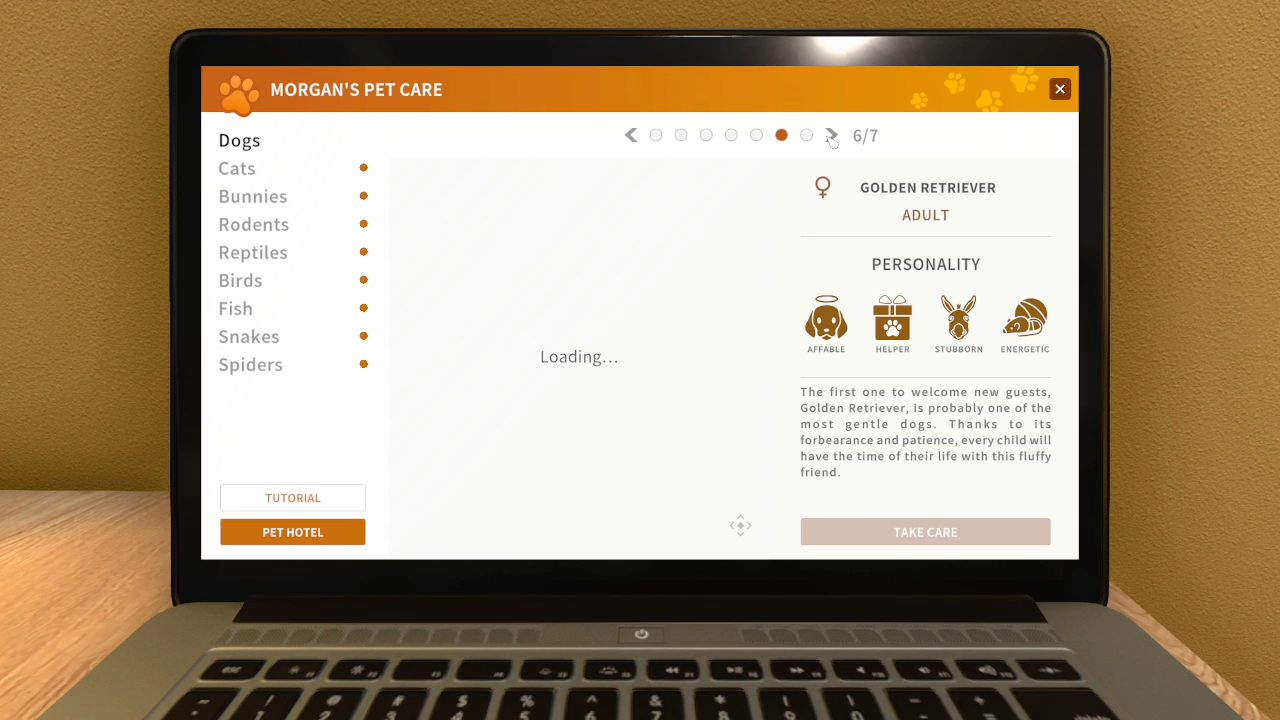 MORGAN'S PET CARE
Dogs
Cats
Bunnies
Rodents
Reptiles
Birds
Fish
Snakes
Spiders
TUTORIAL
PET HOTEL
6/7
Loading...
GOLDEN RETRIEVER
ADULT
PERSONALITY
AFFABLE HELPER STUBBORN ENERGETIC
The first one to welcome new guests,
Golden Retriever, is probably one of the
most gentle dogs. Thanks to its
forbearance and patience, every child will
have the time of their life with this fluffy
friend.
TAKE CARE